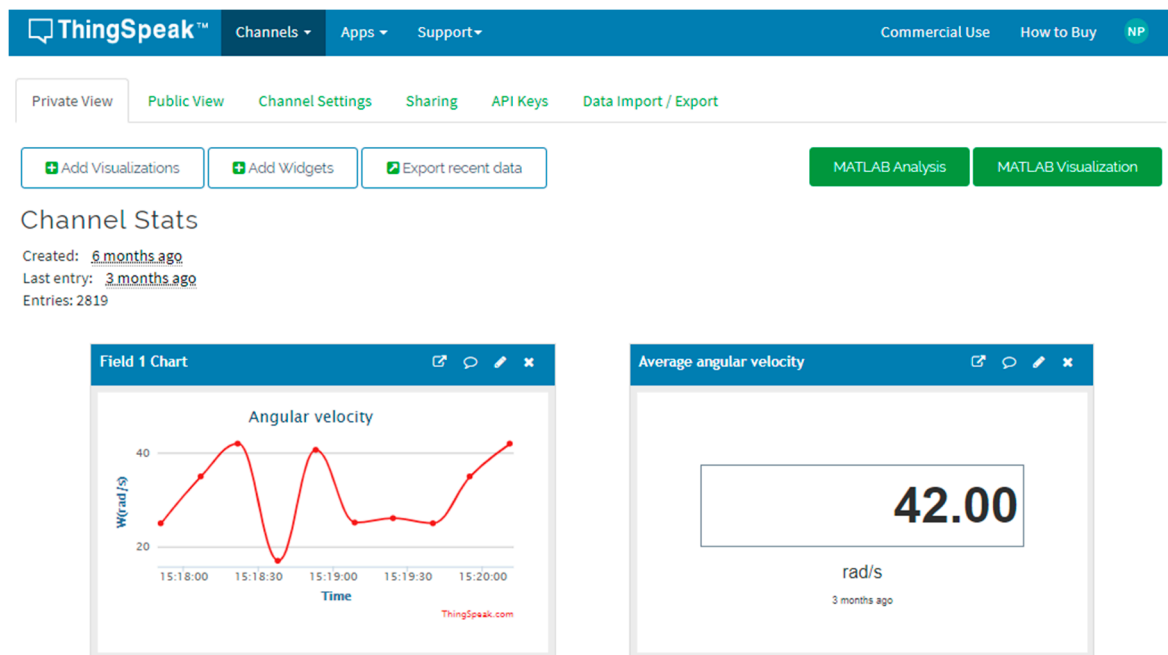 ThingSpeak™ Channels Apps Support Commercial Use How to Buy NP
Private View Public View Channel Settings Sharing API Keys Data Import / Export
Add Visualizations Add Widgets Export recent data MATLAB Analysis MATLAB Visualization
Channel Stats
Created: 6 months ago
Last entry: 3 months ago
Entries: 2819
Field 1 Chart
Angular velocity
W(rad/s)
40
20
15:18:00 15:18:30 15:19:00 15:19:30 15:20:00
Time
ThingSpeak.com
Average angular velocity
42.00
rad/s
3 months ago